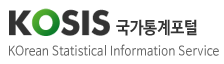 KOSIS 국가통계포털
KOrean Statistical Information Service